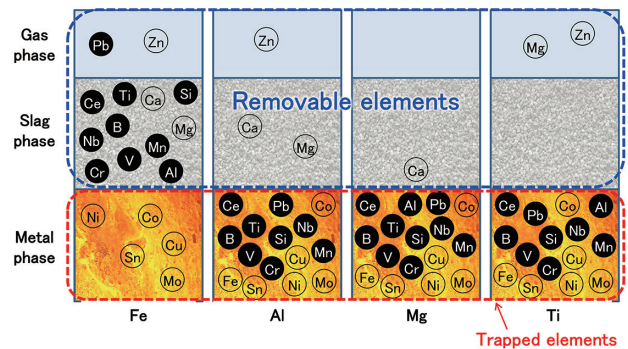 Gas
phase
Pb Zn Zn Mg Zn
Slag
phase
Removable elements
Ce Ti Ca Si
B Mg
Nb Mn
V
Cr Al
Ca
Mg
Ca
Metal
phase
Ni Co
Cu
Sn
Mo
Ce Pb Co
Ti Nb
B Si
Mn
V Cu
Cr
Fe Sn Ni Mo
Ce Al Pb Co
Ti Nb
B Si
Mn
V Cu
Cr
Fe Sn Ni Mo
Ce Pb Co Al
Nb
B Si
Mn
V Cu
Cr
Fe Sn Ni Mo
Fe Al Mg Ti
Trapped elements